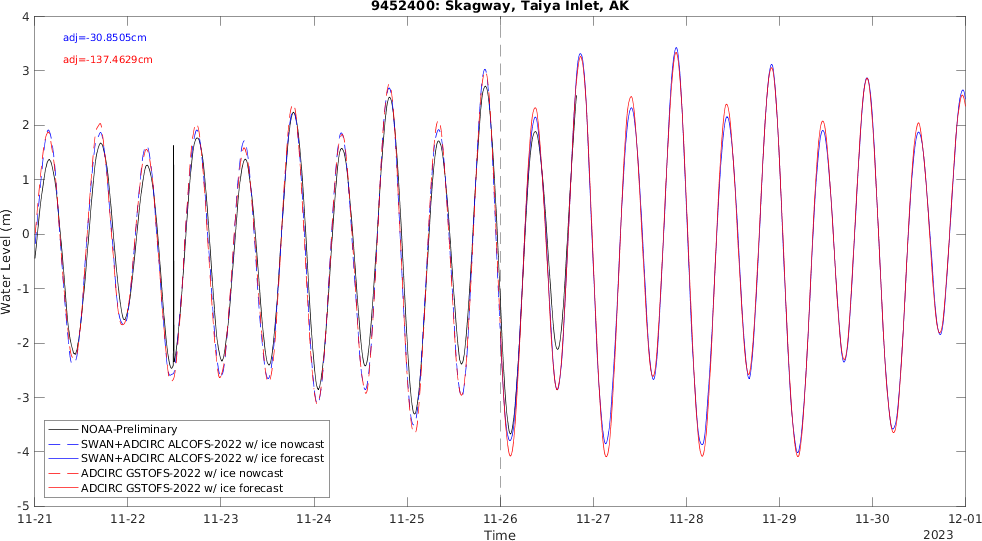 9452400: Skagway, Taiya Inlet, AK
adj=-30.8505cm
adj=-137.4629cm
Water Level (m)
4
3
2
1
0
-1
-2
-3
-4
-5
NOAA-Preliminary
SWAN+ADCIRC ALCOFS-2022 w/ ice nowcast
SWAN+ADCIRC ALCOFS-2022 w/ ice forecast
ADCIRC GSTOFS-2022 w/ ice nowcast
ADCIRC GSTOFS-2022 w/ ice forecast
11-21 11-22 11-23 11-24 11-25 11-26 11-27 11-28 11-29 11-30 12-01
Time
2023